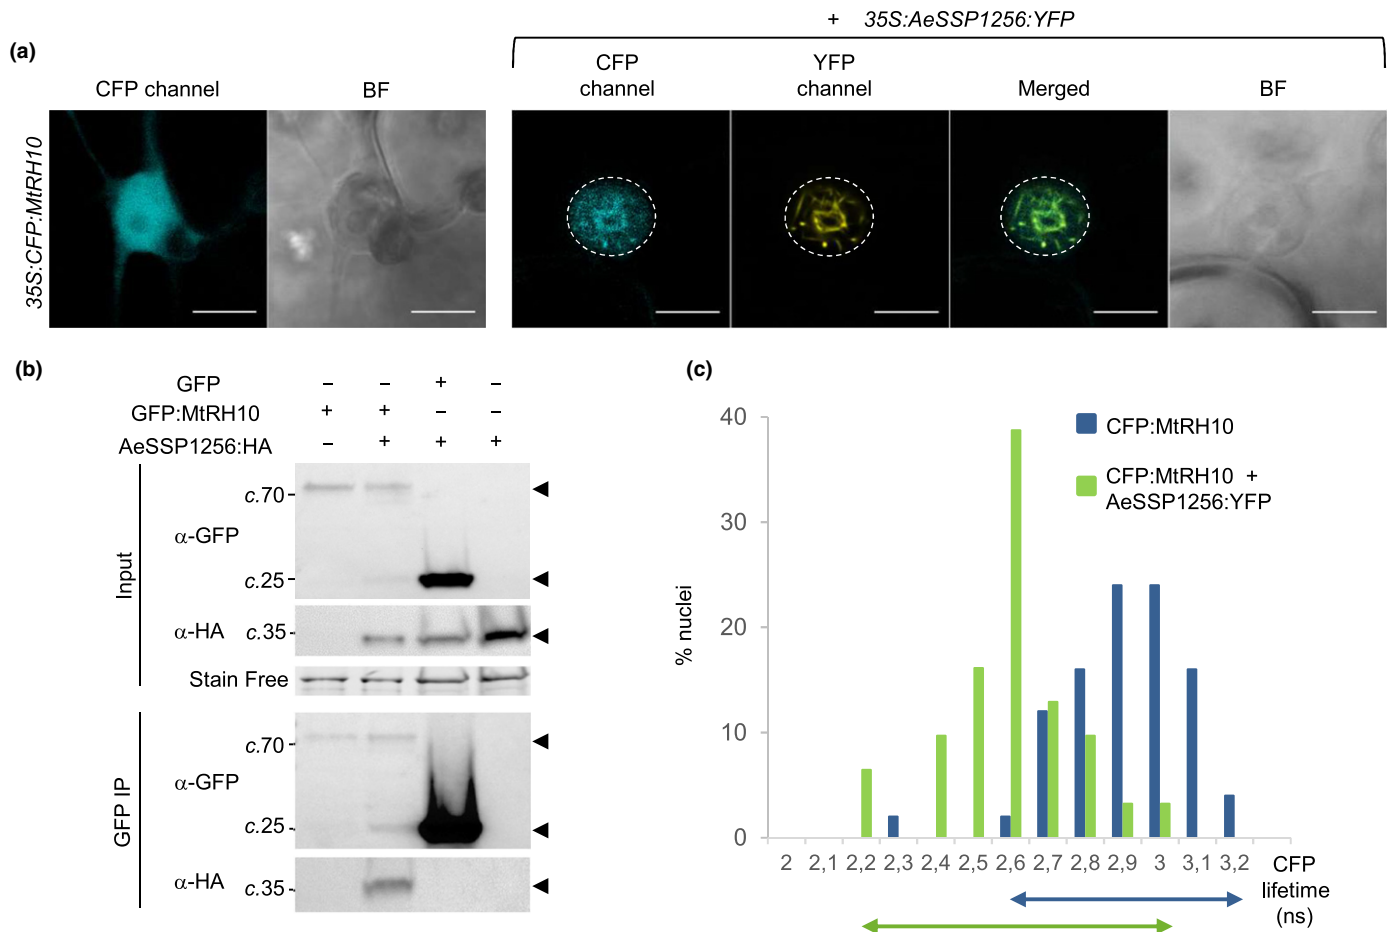 + 35S:AeSSP1256:YFP
(a)
CFP channel
BF
CFP channel
YFP channel
Merged
BF
35S:CFP:MtRH10
(b)
GFP – – + –
GFP:MtRH10 + + – –
AeSSP1256:HA – + + +
Input
α-GFP
c.70
c.25
α-HA
c.35
Stain Free
GFP IP
α-GFP
c.70
c.25
α-HA
c.35
(c)
% nuclei
40
30
20
10
0
CFP:MtRH10
CFP:MtRH10 +
AeSSP1256:YFP
2 2,1 2,2 2,3 2,4 2,5 2,6 2,7 2,8 2,9 3 3,1 3,2
CFP
lifetime
(ns)